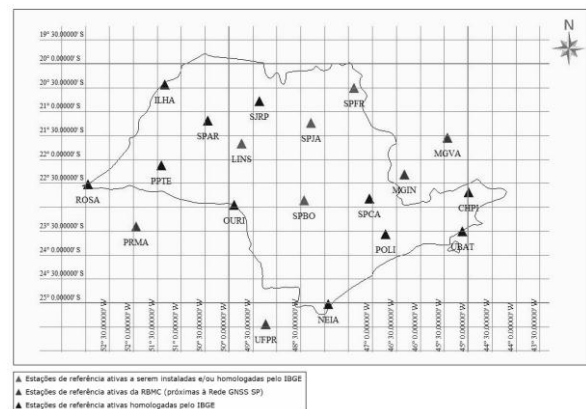 N
19° 30'.00000" S
20° 0'.00000" S
20° 30'.00000" S
21° 0'.00000" S
21° 30'.00000" S
22° 0'.00000" S
22° 30'.00000" S
23° 0'.00000" S
23° 30'.00000" S
24° 0'.00000" S
24° 30'.00000" S
25° 0'.00000" S
ILHA
SPFR
SJRP
SPAR
SPJA
LINS
MGVA
PPTE
MGIN
ROSA
CHPI
OURI
SPBO
SPCA
PRMA
UBAT
POLI
NEIA
UFPR
Estações de referência ativas a serem instaladas e/ou homologadas pelo IBGE
Estações de referência ativas da RBMC (próximas à Rede GNSS SP)
Estações de referência ativas homologadas pelo IBGE